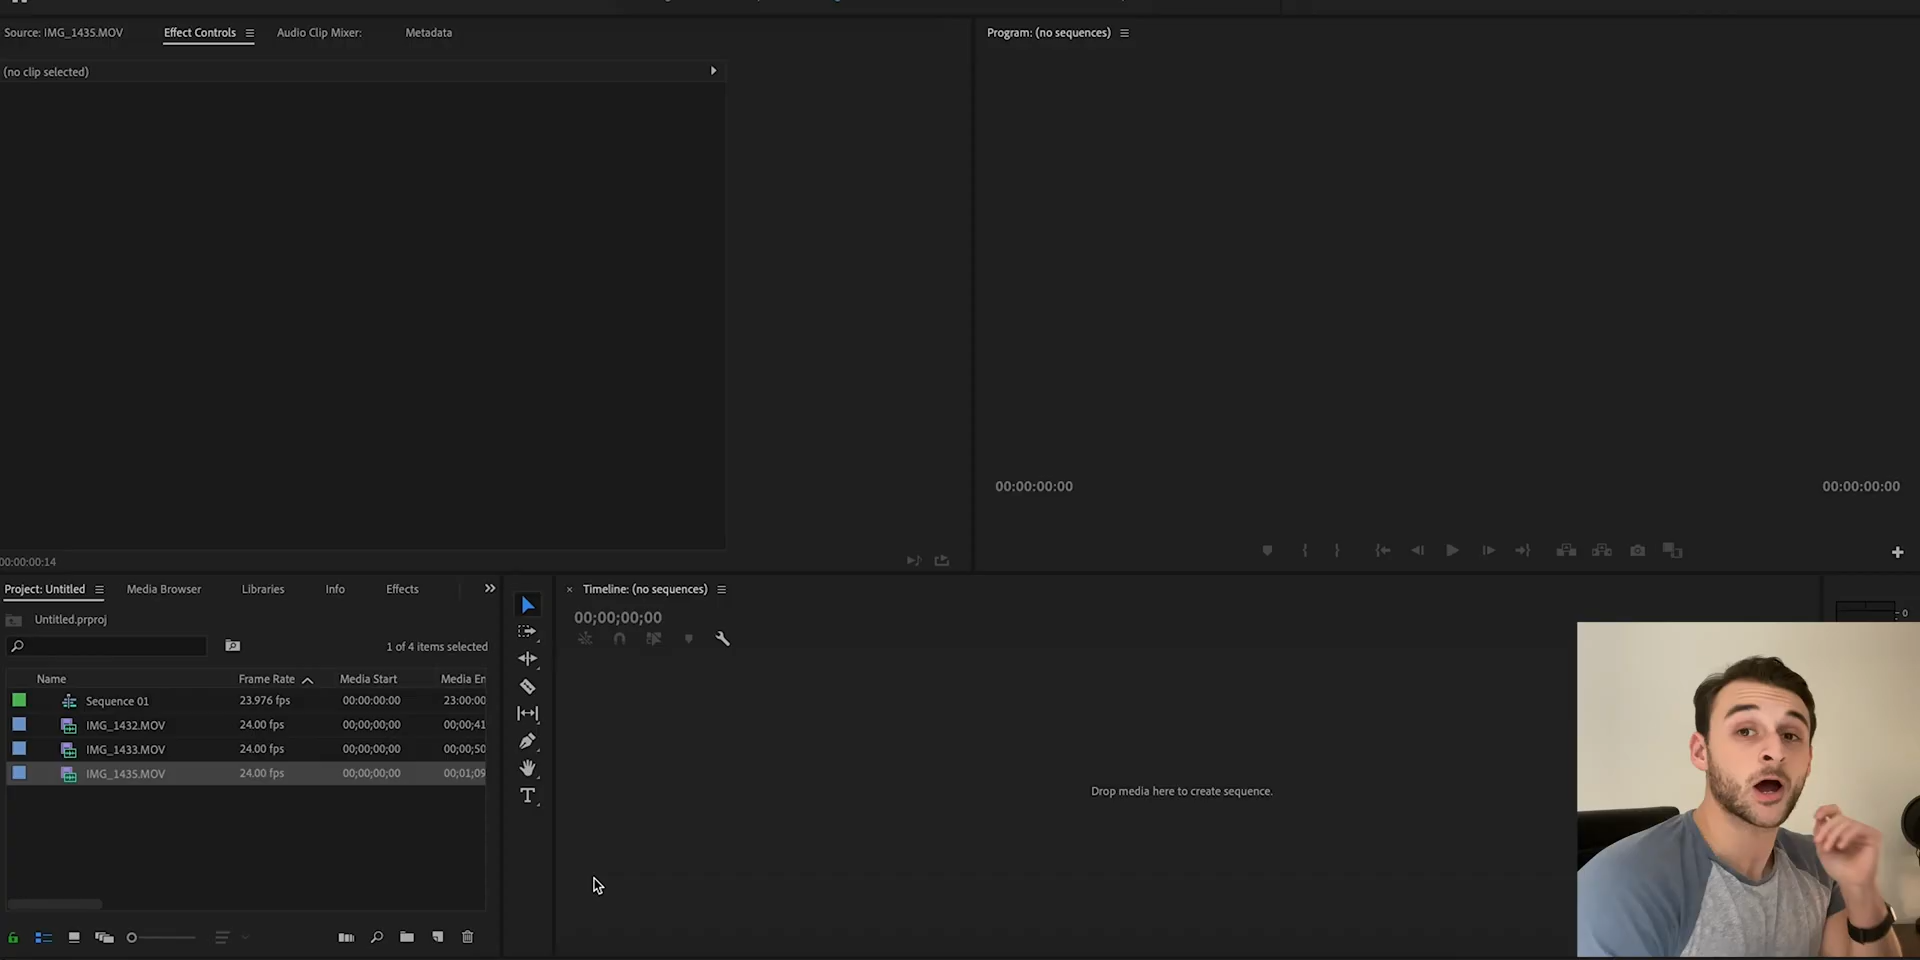 Source: IMG_1435.MOV Effect Controls Audio Clip Mixer: Metadata
Program: (no sequences)
(no clip selected)
00:00:00:00 00:00:00:00
00:00:00:14
Project: Untitled Media Browser Libraries Info Effects
Timeline: (no sequences)
Untitled.prproj
00;00;00;00
1 of 4 items selected
Name Frame Rate Media Start Media En
Sequence 01 23.976 fps 00:00:00:00 23:00:00
IMG_1432.MOV 24.00 fps 00;00;00;00 00;00;41
IMG_1433.MOV 24.00 fps 00;00;00;00 00;00;50
IMG_1435.MOV 24.00 fps 00;00;00;00 00;01;09
Drop media here to create sequence.
0